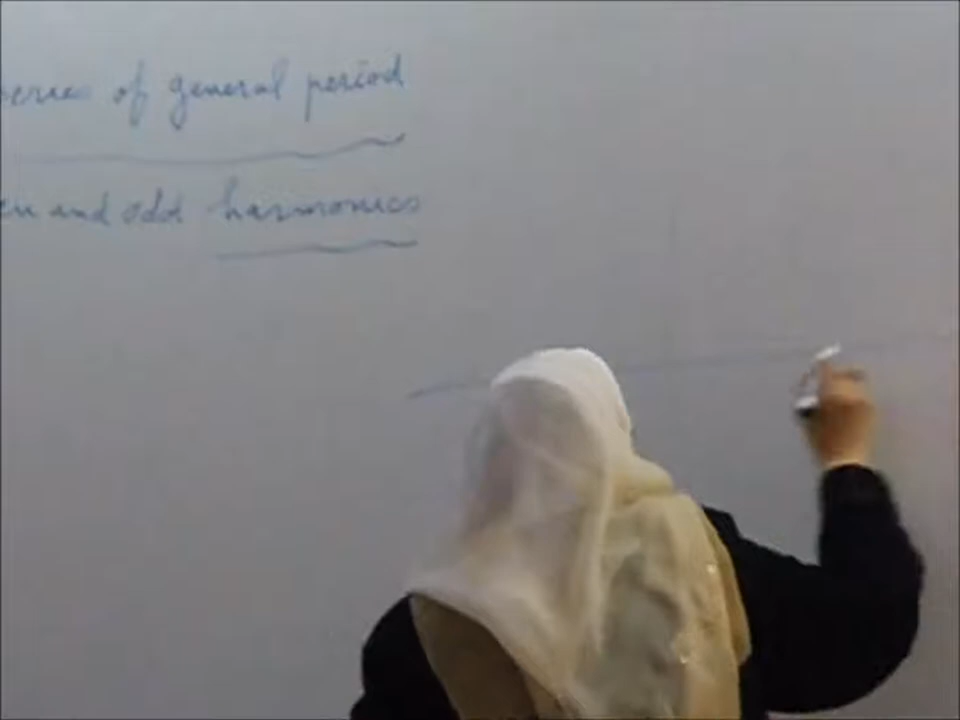 series of general period
en and odd harmonics